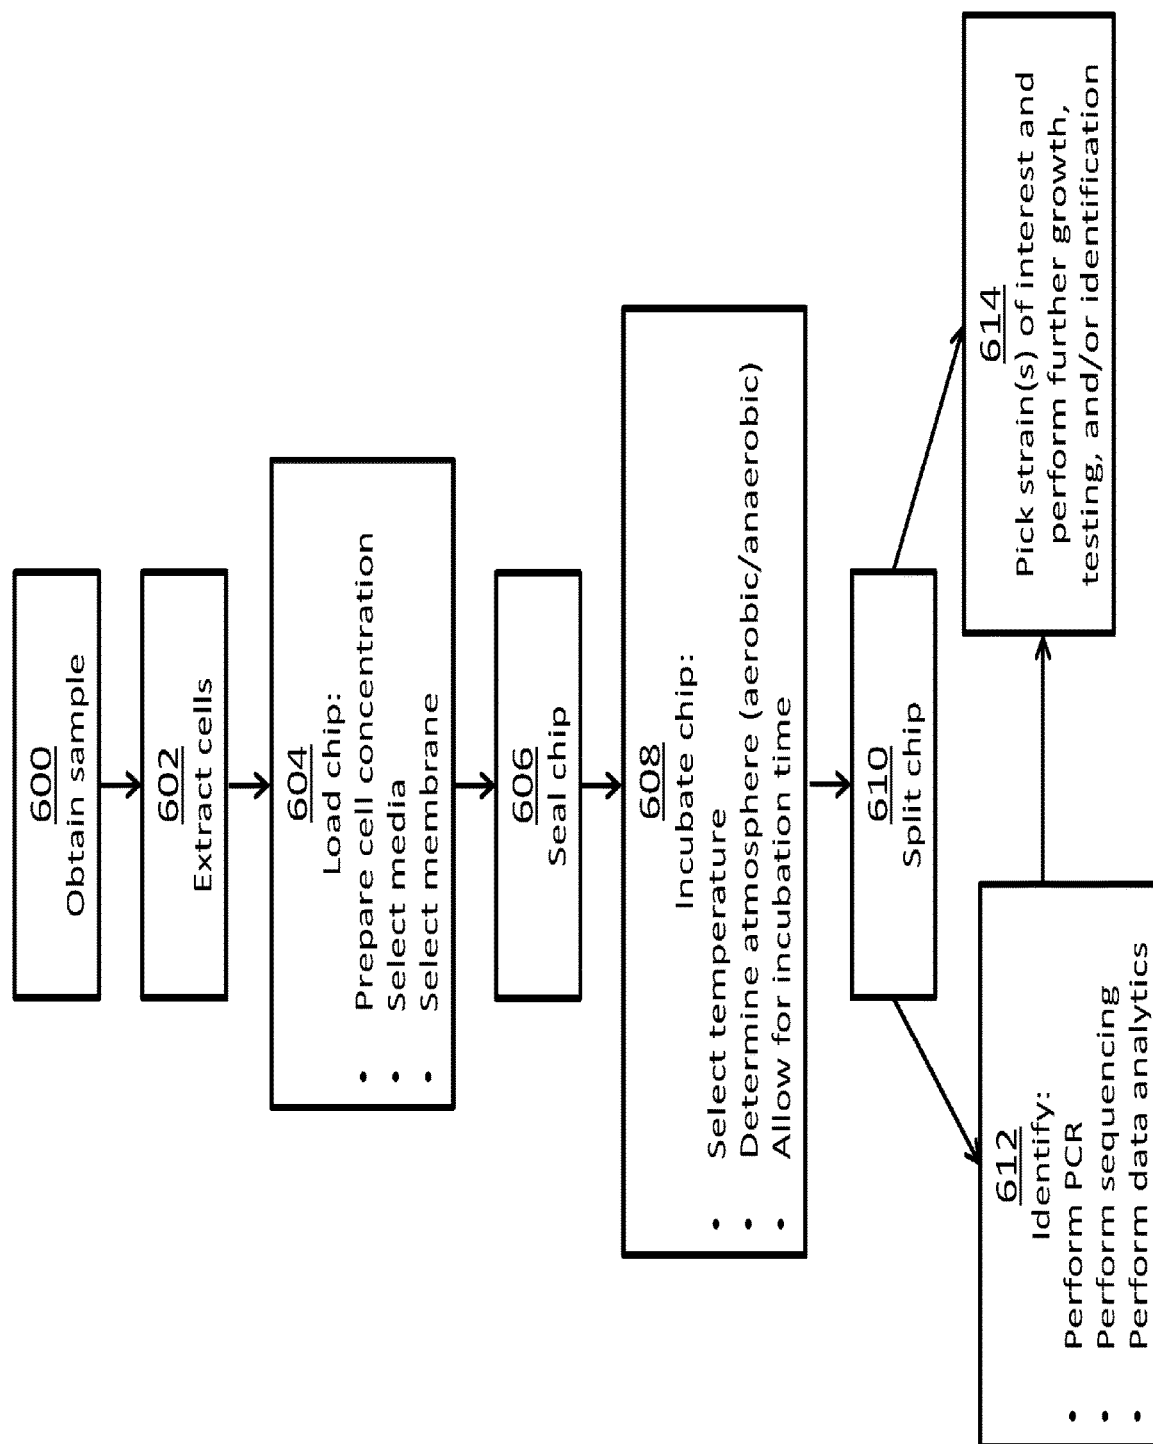 600
Obtain sample
602
Extract cells
604
Load chip:
• Prepare cell concentration
• Select media
• Select membrane
606
Seal chip
608
Incubate chip:
• Select temperature
• Determine atmosphere (aerobic/anaerobic)
• Allow for incubation time
610
Split chip
612
Identify:
• Perform PCR
• Perform sequencing
• Perform data analytics
614
Pick strain(s) of interest and
perform further growth,
testing, and/or identification